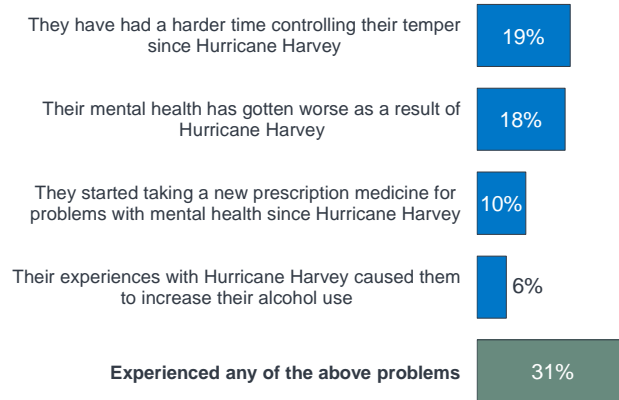 They have had a harder time controlling their temper
since Hurricane Harvey
19%
Their mental health has gotten worse as a result of
Hurricane Harvey
18%
They started taking a new prescription medicine for
problems with mental health since Hurricane Harvey
10%
Their experiences with Hurricane Harvey caused them
to increase their alcohol use
6%
Experienced any of the above problems
31%